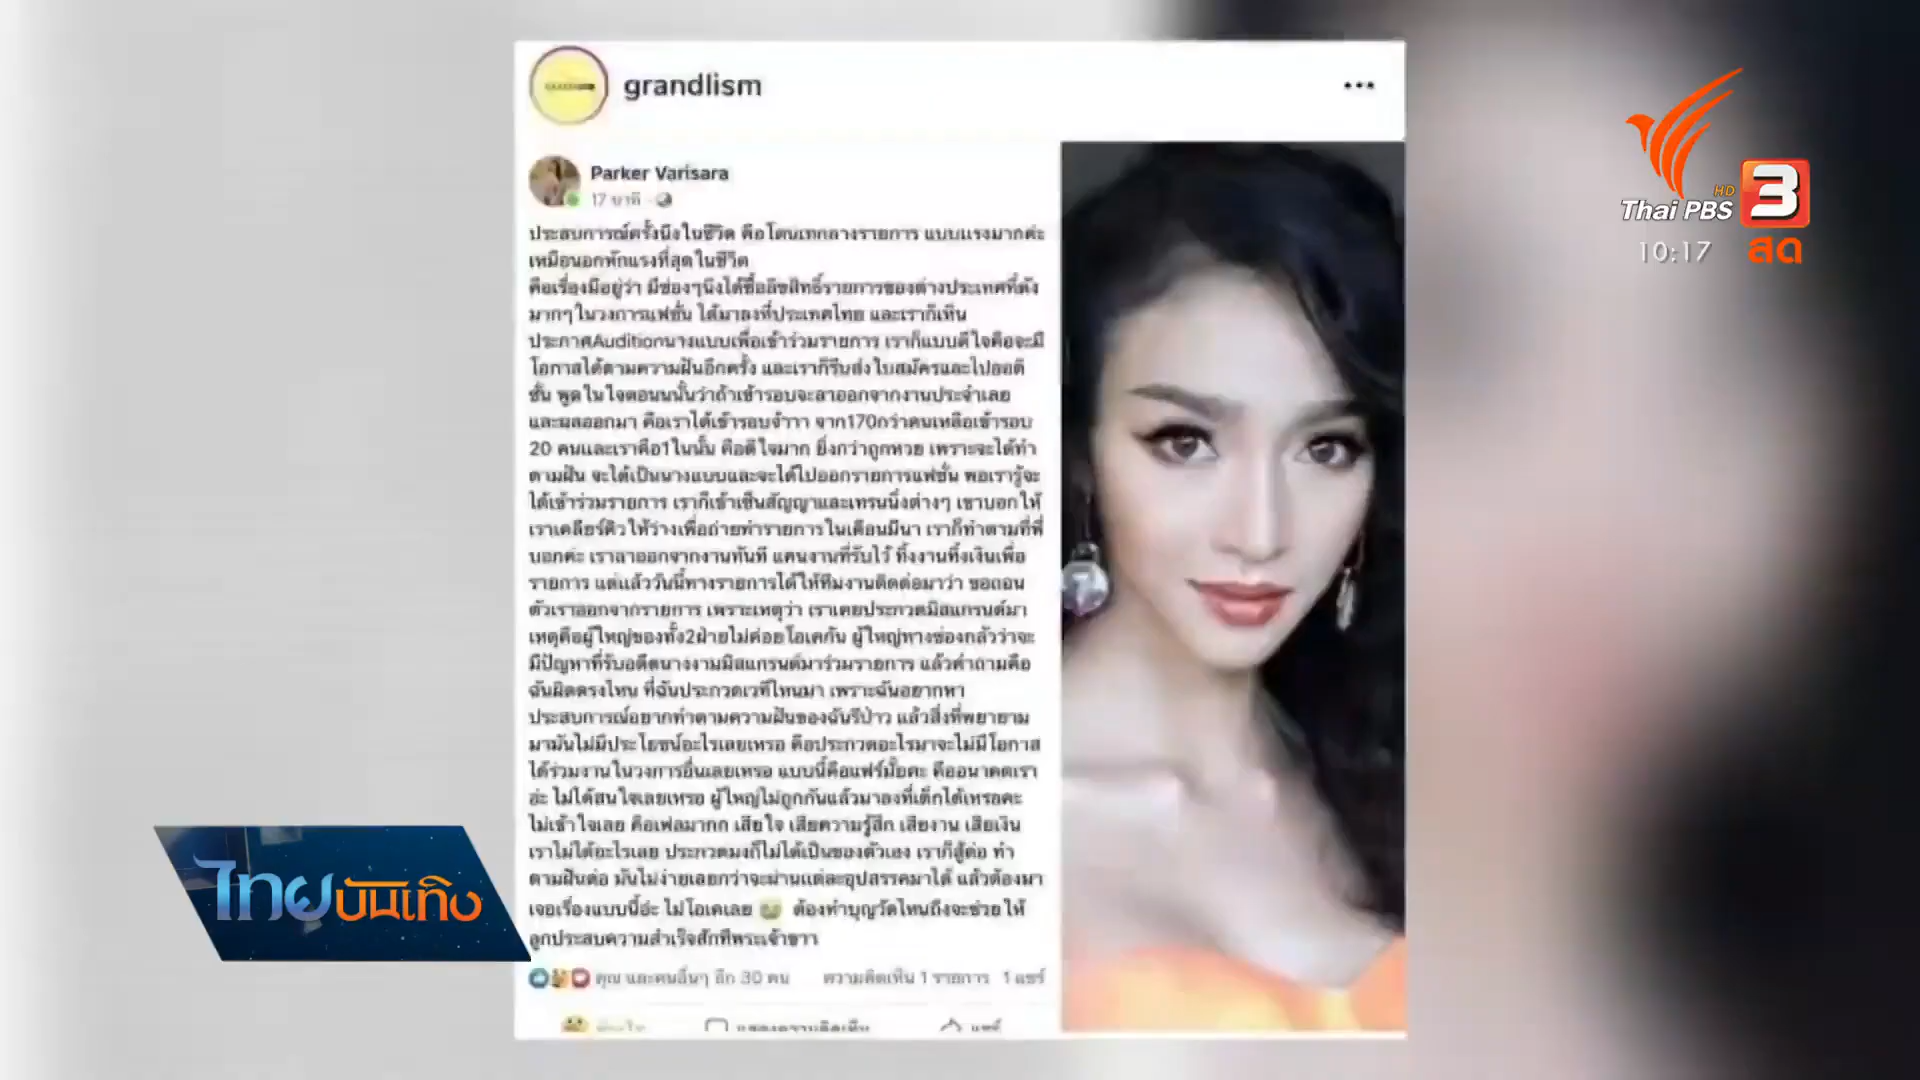 grandlism
Parker Varisara
17 นาที
ประสบการณ์ครั้งนึงในชีวิต คือโดนเทกลางรายการ แบบแรงมากค่ะ
เหมือนอกหักแรงที่สุดในชีวิต
คือเรื่องมีอยู่ว่า มีช่องๆนึงได้ซื้อลิขสิทธิ์รายการของต่างประเทศที่ดัง
มากๆในวงการแฟชั่น ได้มาลงที่ประเทศไทย และเราก็เห็น
ประกาศAuditionนางแบบเพื่อเข้าร่วมรายการ เราก็แบบดีใจคือจะมี
โอกาสได้ตามความฝันอีกครั้ง และเราก็รีบส่งใบสมัครและไปออดิ
ชั่น พูดในใจตอนนนั้นว่าถ้าเข้ารอบจะลาออกจากงานประจำเลย
และผลออกมา คือเราได้เข้ารอบจ้าาา จาก170กว่าคนเหลือเข้ารอบ
20 คนและเราคือ1ในนั้น คือดีใจมาก ยิ่งกว่าถูกหวย เพราะจะได้ทำ
ตามฝัน จะได้เป็นนางแบบและจะได้ไปออกรายการแฟชั่น พอเรารู้จะ
ได้เข้าร่วมรายการ เราก็เข้าเซ็นสัญญาและเทรนนิ่งต่างๆ เขาบอกให้
เราเคลียร์คิวให้ว่างเพื่อถ่ายทำรายการในเดือนมีนา เราก็ทำตามที่พี่
บอกค่ะ เราลาออกจากงานทันที แคนงานที่รับไว้ ทิ้งงานทิ้งเงินเพื่อ
รายการ แต่แล้ววันนี้ทางรายการได้ให้ทีมงานติดต่อมาว่า ขอถอน
ตัวเราออกจากรายการ เพราะเหตุว่า เราเคยประกวดมิสแกรนด์มา
เหตุคือผู้ใหญ่ของทั้ง2ฝ่ายไม่ค่อยโอเคกัน ผู้ใหญ่ทางช่องกลัวว่าจะ
มีปัญหาที่รับอดีตนางงามมิสแกรนด์มาร่วมรายการ แล้วคำถามคือ
ฉันผิดตรงไหน ที่ฉันประกวดเวทีไหนมา เพราะฉันอยากหา
ประสบการณ์อยากทำตามความฝันของฉันรึป่าว แล้วสิ่งที่พยายาม
มามันไม่มีประโยชน์อะไรเลยเหรอ คือประกวดอะไรมาจะไม่มีโอกาส
ได้ร่วมงานในวงการอื่นเลยเหรอ แบบนี้คือแฟร์มั้ยคะ คืออนาคตเรา
อ่ะ ไม่ได้สนใจเลยเหรอ ผู้ใหญ่ไม่ถูกกันแล้วมาลงที่เด็กได้เหรอคะ
ไม่เข้าใจเลย คือเฟลมากก เสียใจ เสียความรู้สึก เสียงาน เสียเงิน
เราไม่ได้อะไรเลย ประกวดมงก็ไม่ได้เป็นของตัวเอง เราก็สู้ต่อ ทำ
ตามฝันต่อ มันไม่ง่ายเลยกว่าจะผ่านแต่ละอุปสรรคมาได้ แล้วต้องมา
เจอเรื่องแบบนี้อ่ะ ไม่โอเคเลย ต้องทำบุญวัดไหนถึงจะช่วยให้
ลูกประสบความสำเร็จสักทีพระเจ้าขาา
คุณ และคนอื่นๆ อีก 30 คน ความคิดเห็น 1 รายการ 1 แชร์
แสดงความคิดเห็น แชร์
Thai PBS HD 3
10:17 สด
ไทยบันเทิง